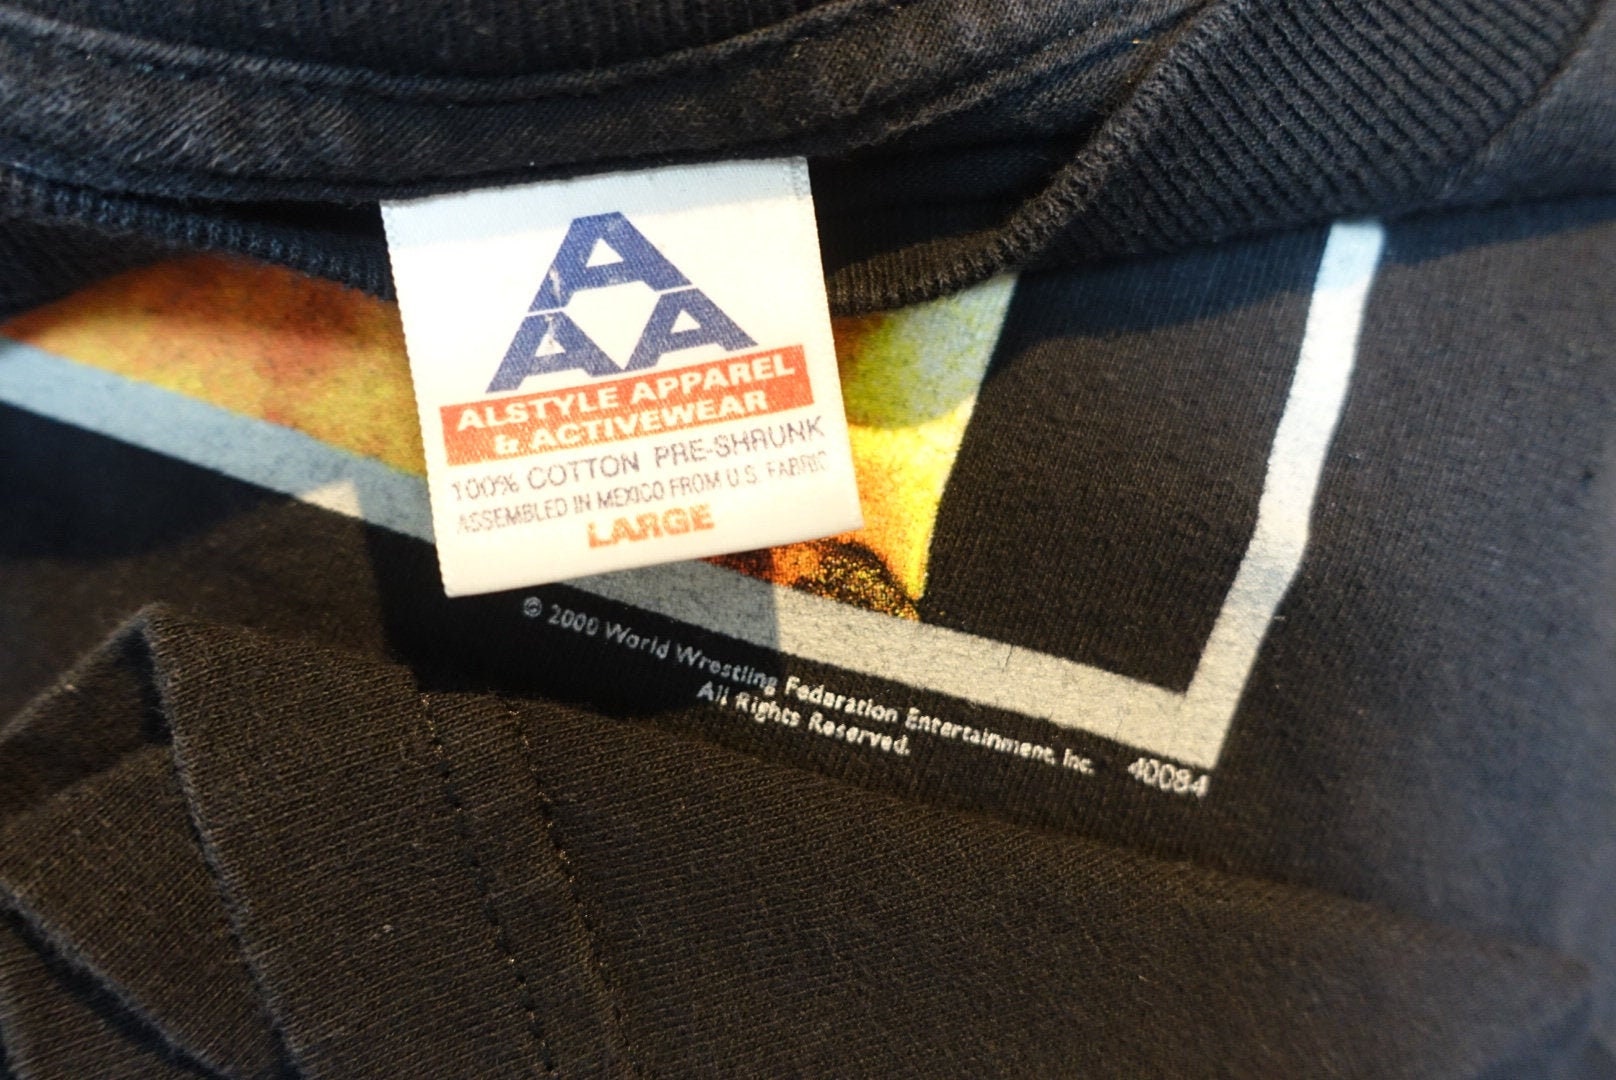 A
AA
ALSTYLE APPAREL
& ACTIVEWEAR
100% COTTON PRE-SHRUNK
ASSEMBLED IN MEXICO FROM U.S. FABRIC
LARGE
© 2000 World Wrestling Federation Entertainment, Inc. 40084
All Rights Reserved.